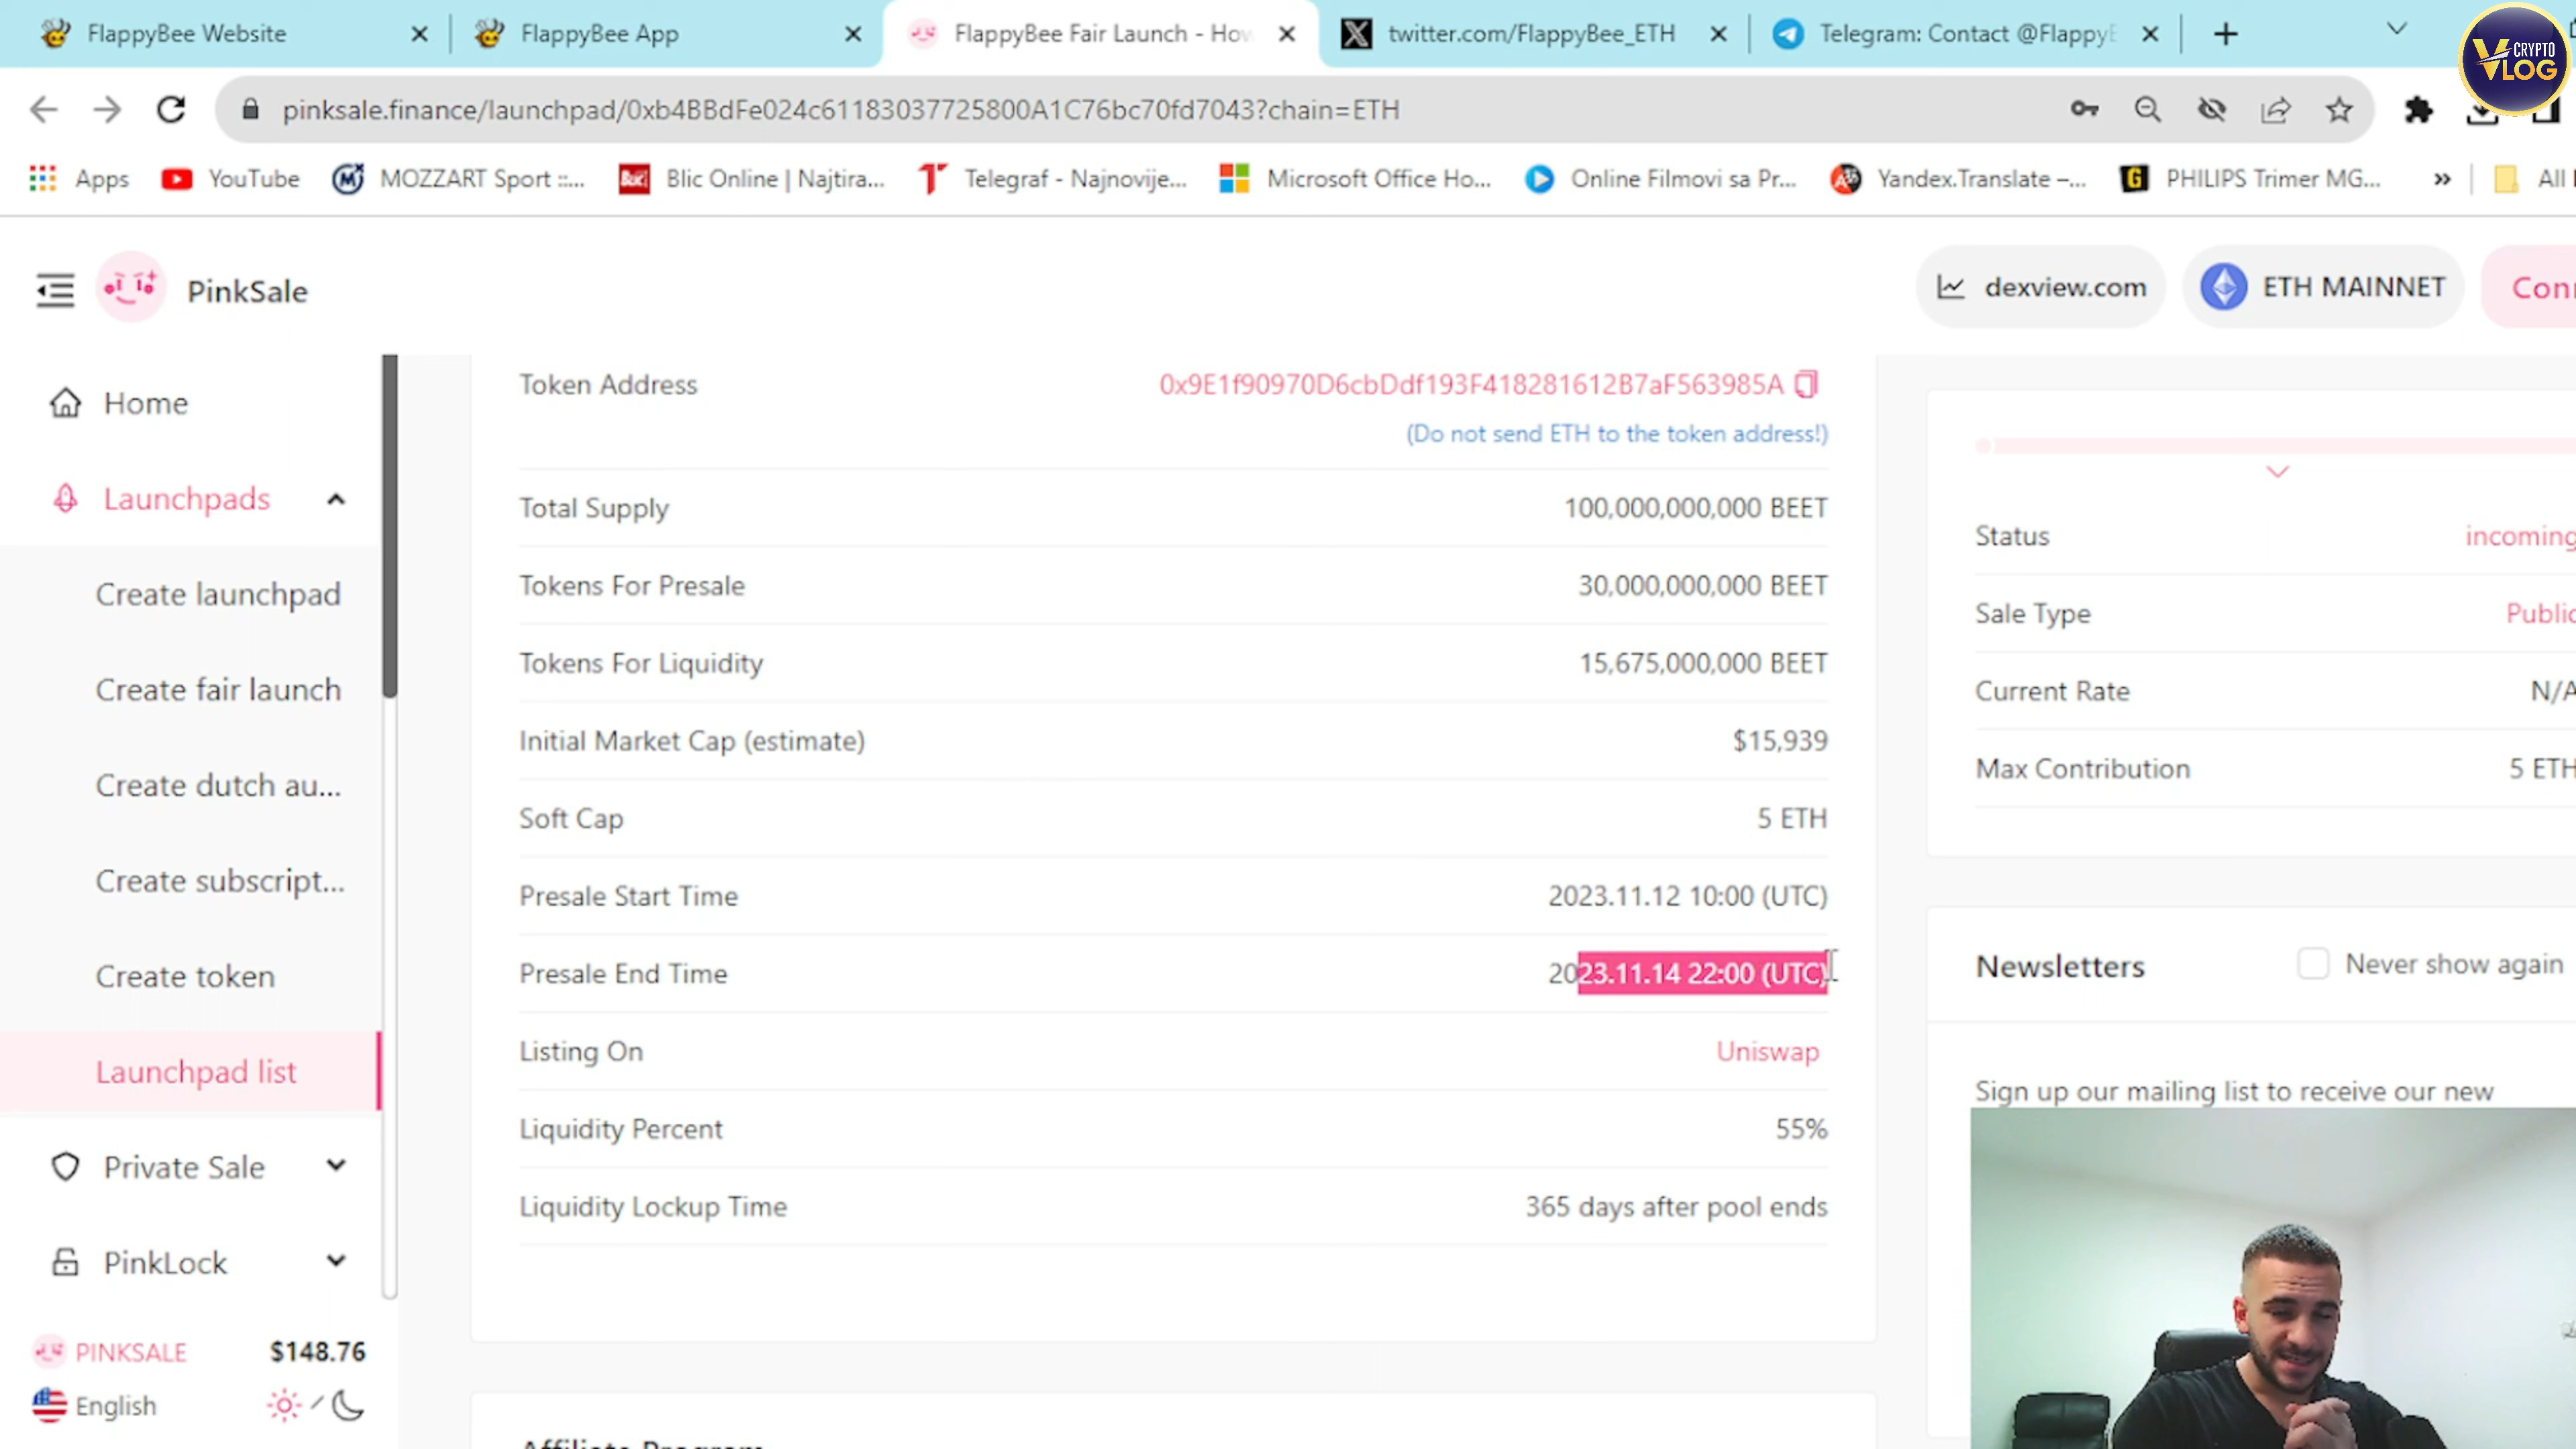 FlappyBee Website
FlappyBee App
FlappyBee Fair Launch - How
twitter.com/FlappyBee_ETH
Telegram: Contact @Flappy
CRYPTO
VLOG
pinksale.finance/launchpad/0xb4BBdFe024c61183037725800A1C76bc70fd7043?chain=ETH
Apps
YouTube
MOZZART Sport ::...
Blic Online | Najtira...
Telegraf - Najnovije...
Microsoft Office Ho...
Online Filmovi sa Pr...
Yandex.Translate –...
PHILIPS Trimer MG...
All
PinkSale
dexview.com
ETH MAINNET
Conn
Home
Launchpads
Create launchpad
Create fair launch
Create dutch au...
Create subscript...
Create token
Launchpad list
Private Sale
PinkLock
PINKSALE $148.76
English
Token Address 0x9E1f90970D6cbDdf193F418281612B7aF563985A
(Do not send ETH to the token address!)
Total Supply 100,000,000,000 BEET
Tokens For Presale 30,000,000,000 BEET
Tokens For Liquidity 15,675,000,000 BEET
Initial Market Cap (estimate) $15,939
Soft Cap 5 ETH
Presale Start Time 2023.11.12 10:00 (UTC)
Presale End Time 2023.11.14 22:00 (UTC)
Listing On Uniswap
Liquidity Percent 55%
Liquidity Lockup Time 365 days after pool ends
Affiliate Program
Status incoming
Sale Type Public
Current Rate N/A
Max Contribution 5 ETH
Newsletters
Never show again
Sign up our mailing list to receive our new